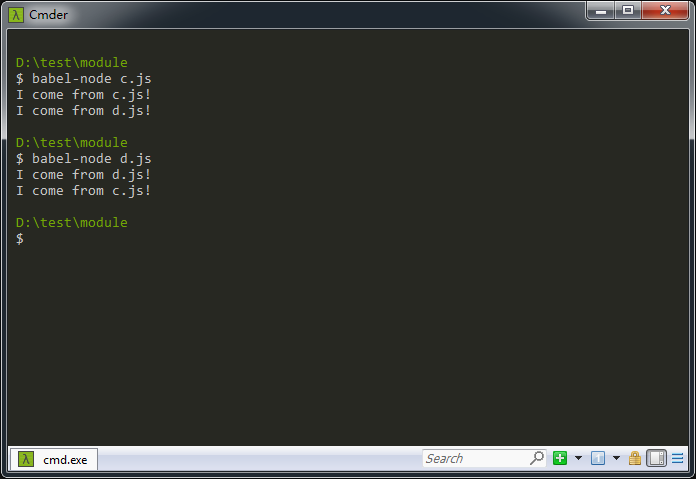 Cmder
D:\test\module
$ babel-node c.js
I come from c.js!
I come from d.js!
D:\test\module
$ babel-node d.js
I come from d.js!
I come from c.js!
D:\test\module
$
λ cmd.exe
Search